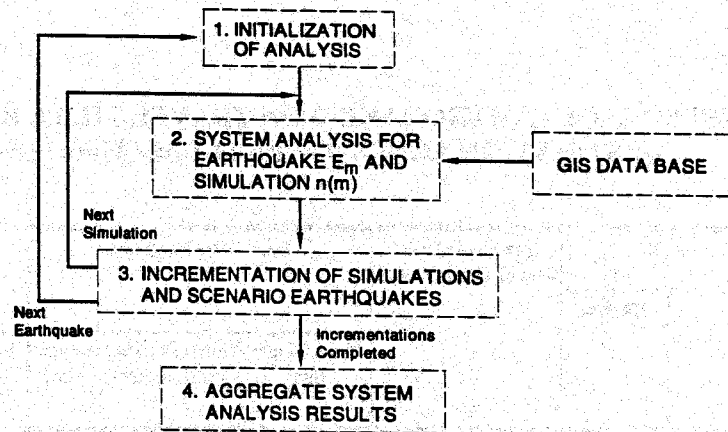 1. INITIALIZATION
OF ANALYSIS
2. SYSTEM ANALYSIS FOR
EARTHQUAKE Em AND
SIMULATION n(m)
GIS DATA BASE
Next
Simulation
3. INCREMENTATION OF SIMULATIONS
AND SCENARIO EARTHQUAKES
Next
Earthquake
Incrementations
Completed
4. AGGREGATE SYSTEM
ANALYSIS RESULTS